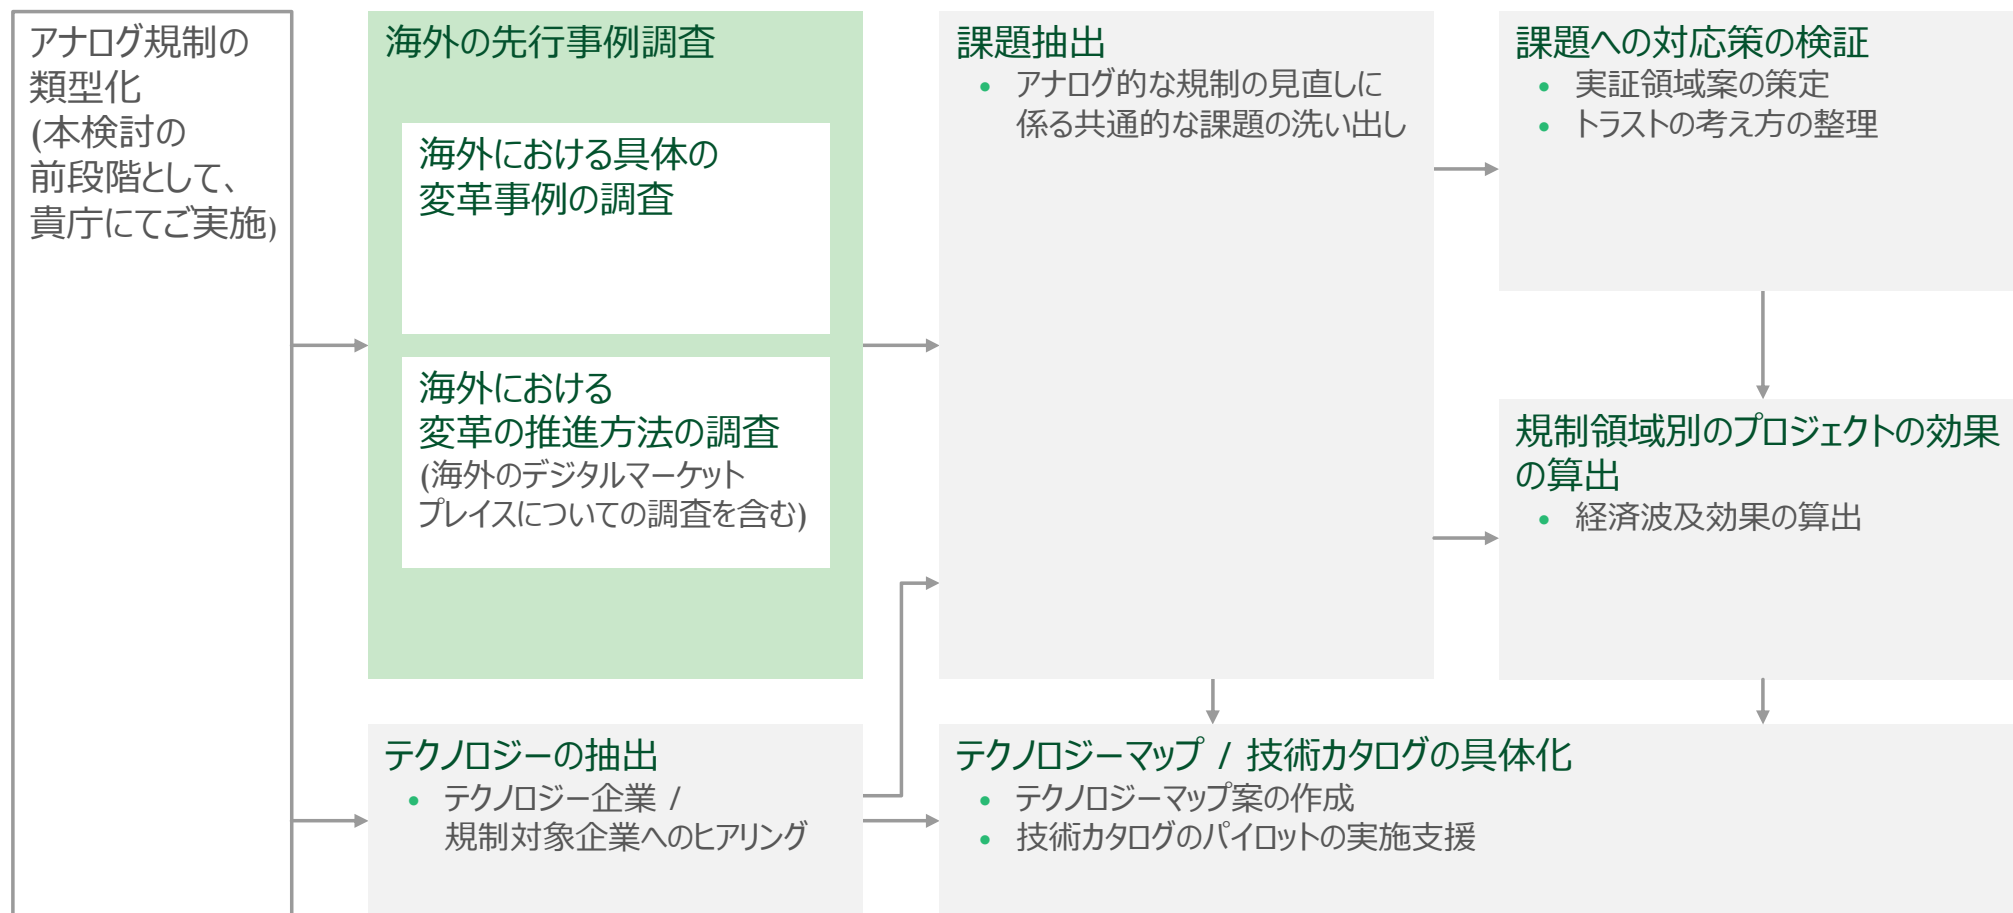 アナログ規制の
類型化
(本検討の
前段階として、
貴庁にてご実施)
海外の先行事例調査
海外における具体の
変革事例の調査
海外における
変革の推進方法の調査
(海外のデジタルマーケット
プレイスについての調査を含む)
テクノロジーの抽出
• テクノロジー企業 /
規制対象企業へのヒアリング
課題抽出
• アナログ的な規制の見直しに
係る共通的な課題の洗い出し
課題への対応策の検証
• 実証領域案の策定
• トラストの考え方の整理
規制領域別のプロジェクトの効果
の算出
• 経済波及効果の算出
テクノロジーマップ / 技術カタログの具体化
• テクノロジーマップ案の作成
• 技術カタログのパイロットの実施支援